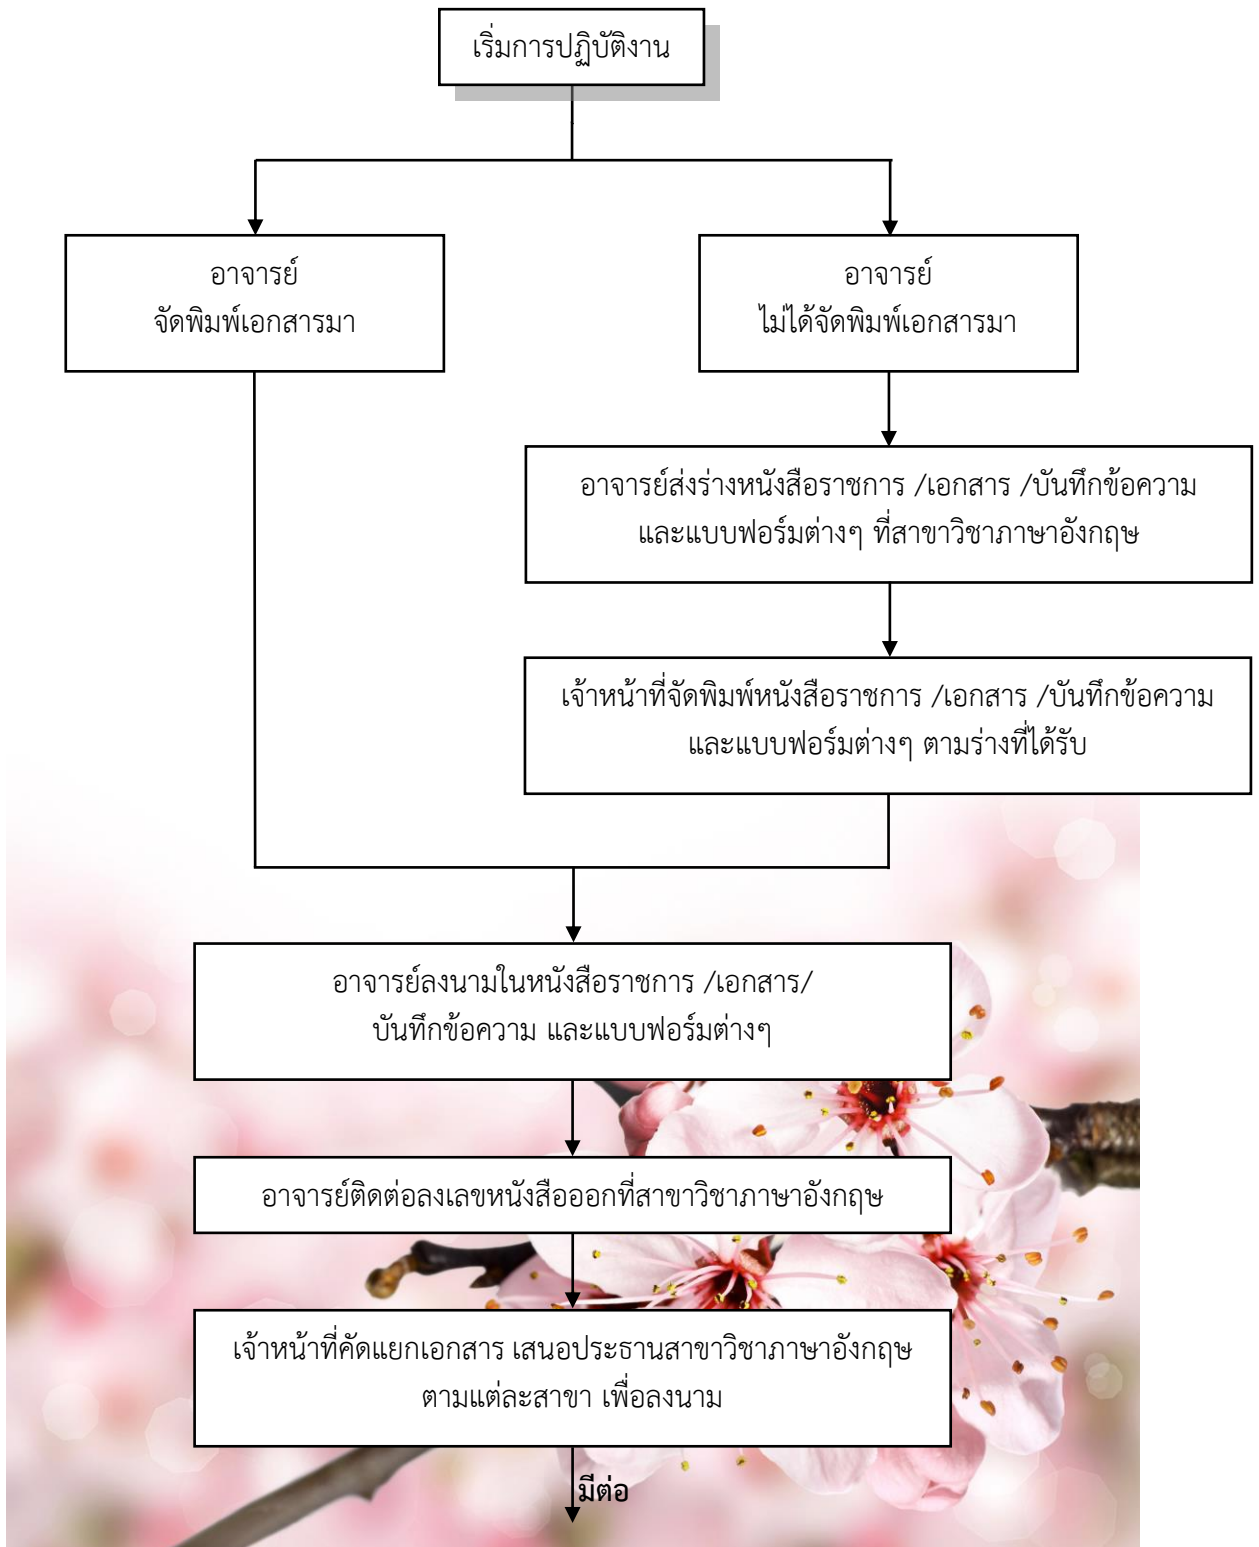 เริ่มการปฏิบัติงาน
อาจารย์
จัดพิมพ์เอกสารมา
อาจารย์
ไม่ได้จัดพิมพ์เอกสารมา
อาจารย์ส่งร่างหนังสือราชการ /เอกสาร /บันทึกข้อความ
และแบบฟอร์มต่างๆ ที่สาขาวิชาภาษาอังกฤษ
เจ้าหน้าที่จัดพิมพ์หนังสือราชการ /เอกสาร /บันทึกข้อความ
และแบบฟอร์มต่างๆ ตามร่างที่ได้รับ
อาจารย์ลงนามในหนังสือราชการ /เอกสาร/
บันทึกข้อความ และแบบฟอร์มต่างๆ
อาจารย์ติดต่อลงเลขหนังสือออกที่สาขาวิชาภาษาอังกฤษ
เจ้าหน้าที่คัดแยกเอกสาร เสนอประธานสาขาวิชาภาษาอังกฤษ
ตามแต่ละสาขา เพื่อลงนาม
มีต่อ